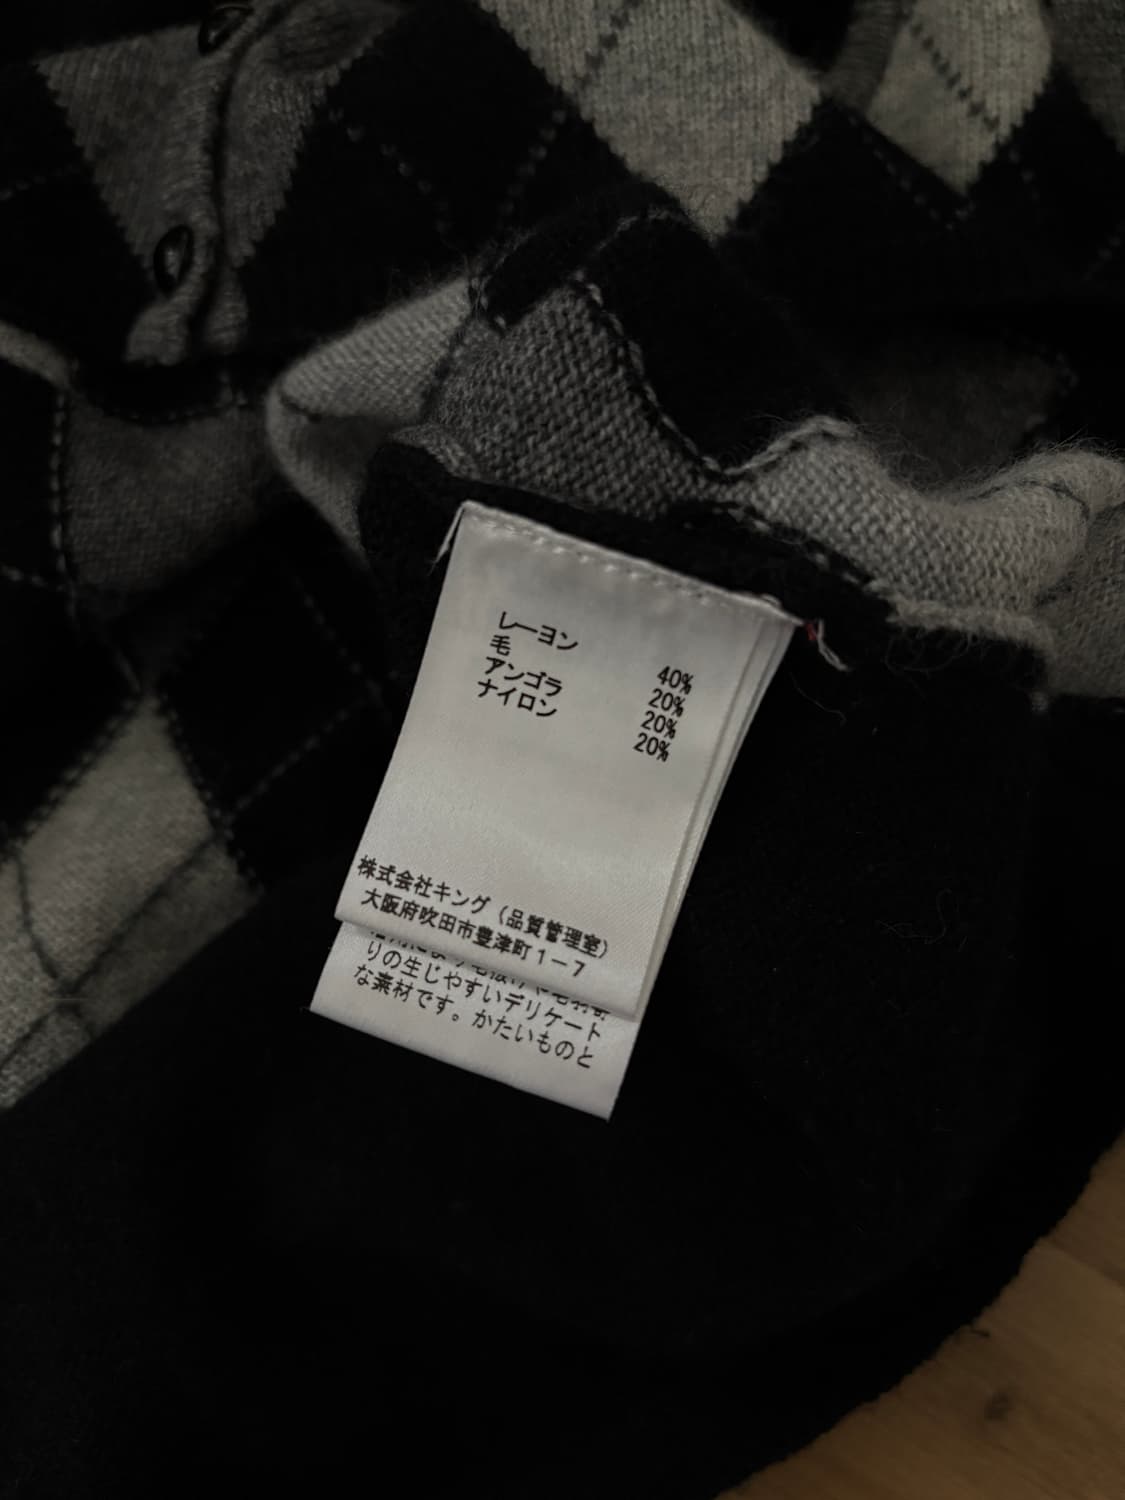 レーヨン 40%
毛 20%
アンゴラ 20%
ナイロン 20%
株式会社キング（品質管理室）
大阪府吹田市豊津町1-7
りの生じやすいデリケート
な素材です。かたいものと